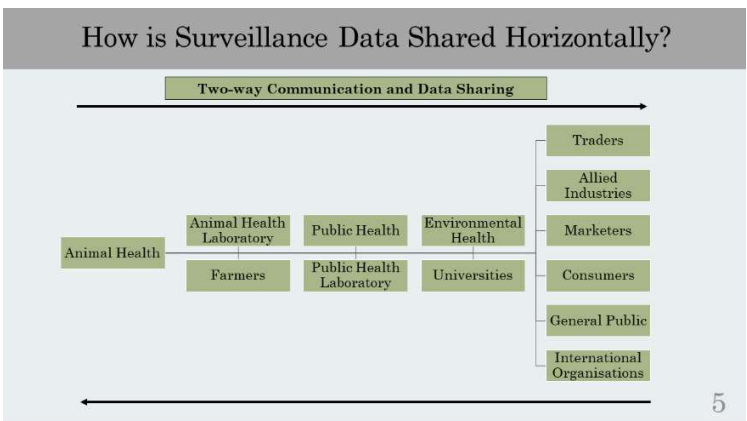 How is Surveillance Data Shared Horizontally?
Two-way Communication and Data Sharing
Traders
Allied
Industries
Animal Health
Laboratory
Public Health
Environmental
Health
Marketers
Animal Health
Farmers
Public Health
Laboratory
Universities
Consumers
General Public
International
Organisations
5